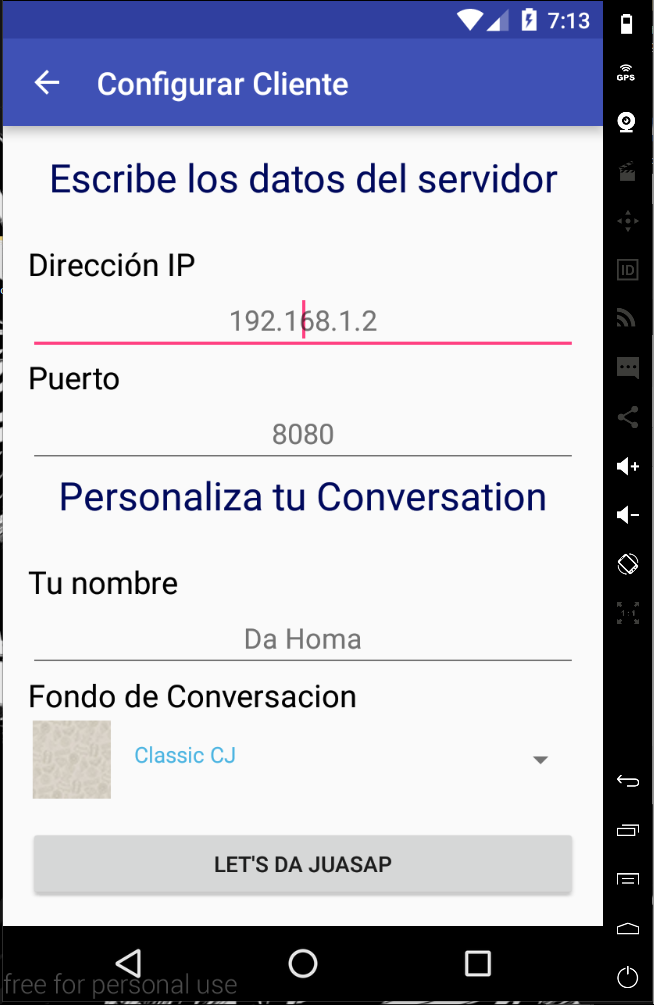 7:13
Configurar Cliente
GPS
Escribe los datos del servidor
Dirección IP
ID
192.168.1.2
Puerto
8080
Personaliza tu Conversation
Tu nombre
1:1
Da Homa
Fondo de Conversacion
Classic CJ
LET'S DA JUASAP
free for personal use